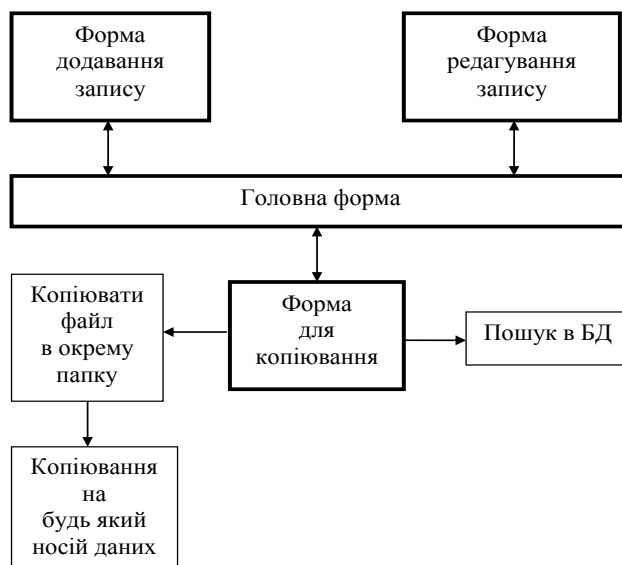 Форма
додавання
запису
Форма
редагування
запису
Головна форма
Копіювати
файл
в окрему
папку
Форма
для
копіювання
Пошук в БД
Копіювання
на
будь який
носій даних